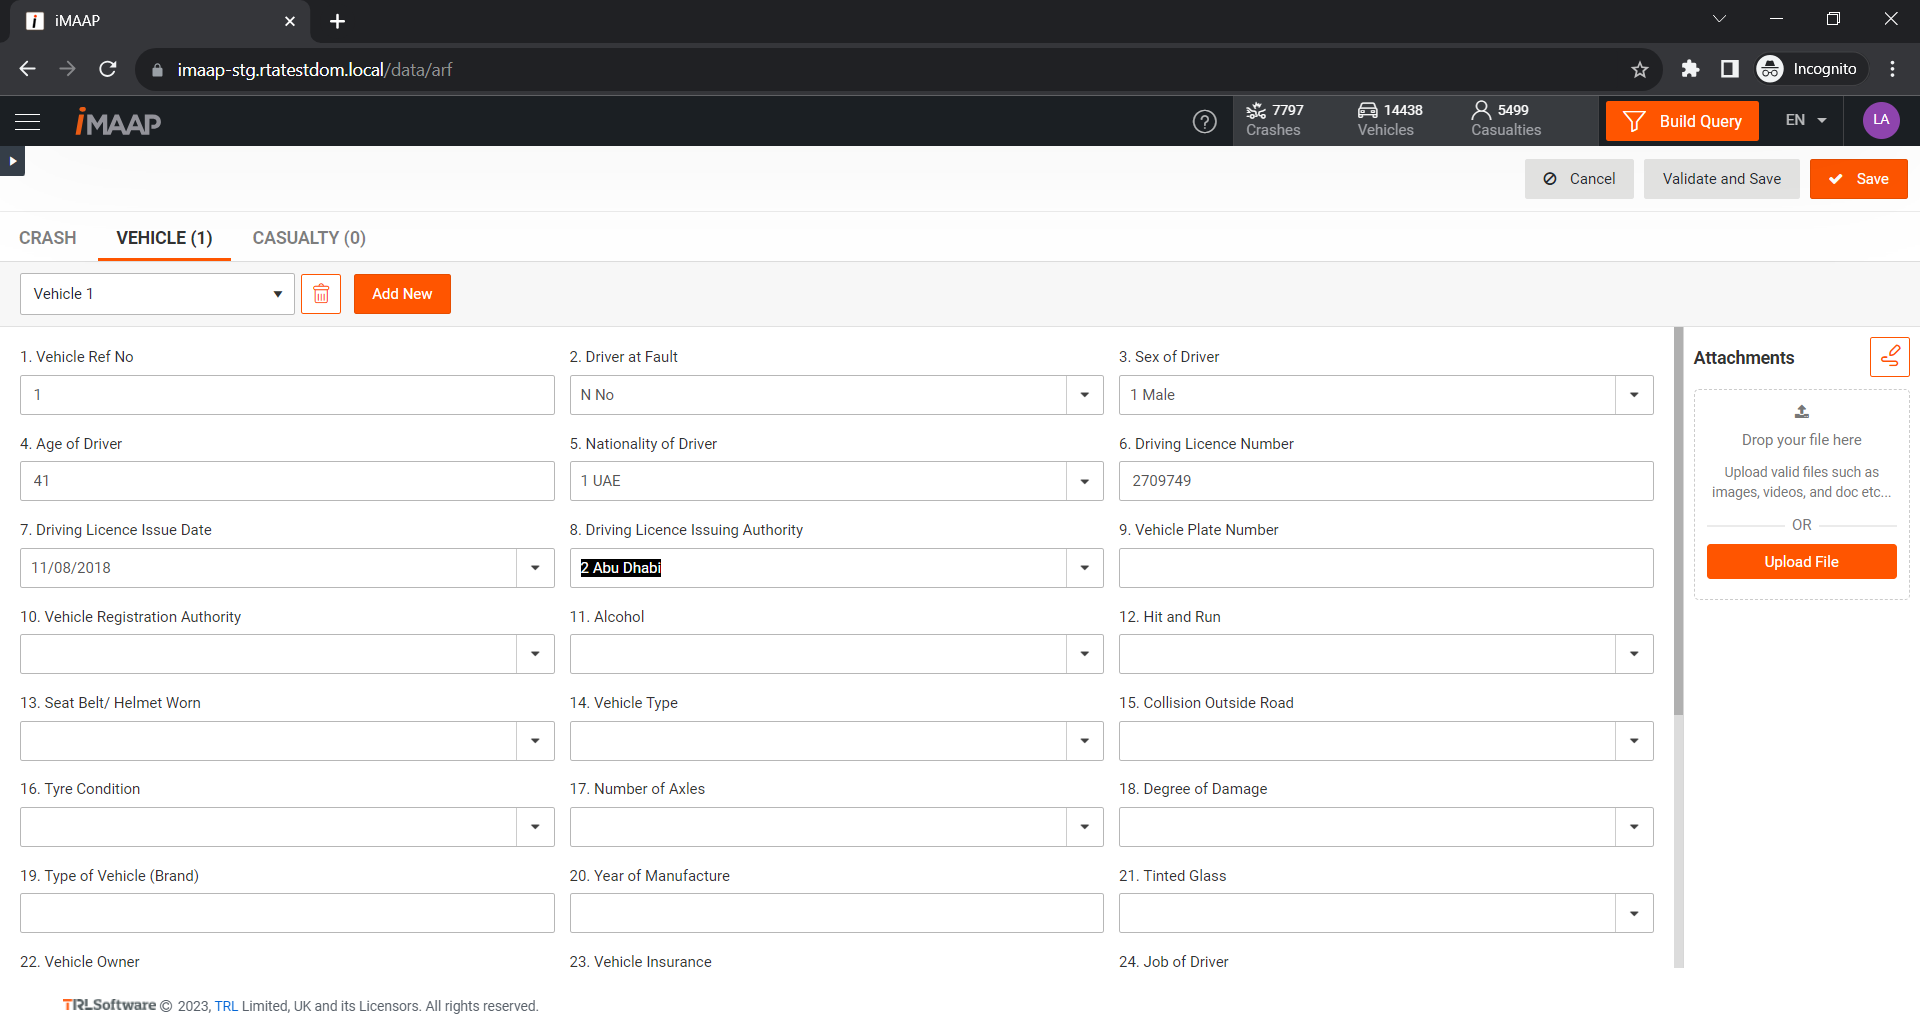 iMAAP
imaap-stg.rtatestdom.local/data/arf
Incognito
iMAAP
7797
Crashes
14438
Vehicles
5499
Casualties
Build Query
EN
LA
Cancel
Validate and Save
Save
CRASH
VEHICLE (1)
CASUALTY (0)
Vehicle 1
Add New
1. Vehicle Ref No
2. Driver at Fault
3. Sex of Driver
1
N No
1 Male
4. Age of Driver
5. Nationality of Driver
6. Driving Licence Number
41
1 UAE
2709749
7. Driving Licence Issue Date
8. Driving Licence Issuing Authority
9. Vehicle Plate Number
11/08/2018
2 Abu Dhabi
10. Vehicle Registration Authority
11. Alcohol
12. Hit and Run
13. Seat Belt/ Helmet Worn
14. Vehicle Type
15. Collision Outside Road
16. Tyre Condition
17. Number of Axles
18. Degree of Damage
19. Type of Vehicle (Brand)
20. Year of Manufacture
21. Tinted Glass
22. Vehicle Owner
23. Vehicle Insurance
24. Job of Driver
Attachments
Drop your file here
Upload valid files such as
images, videos, and doc etc...
OR
Upload File
TRLSoftware © 2023, TRL Limited, UK and its Licensors. All rights reserved.